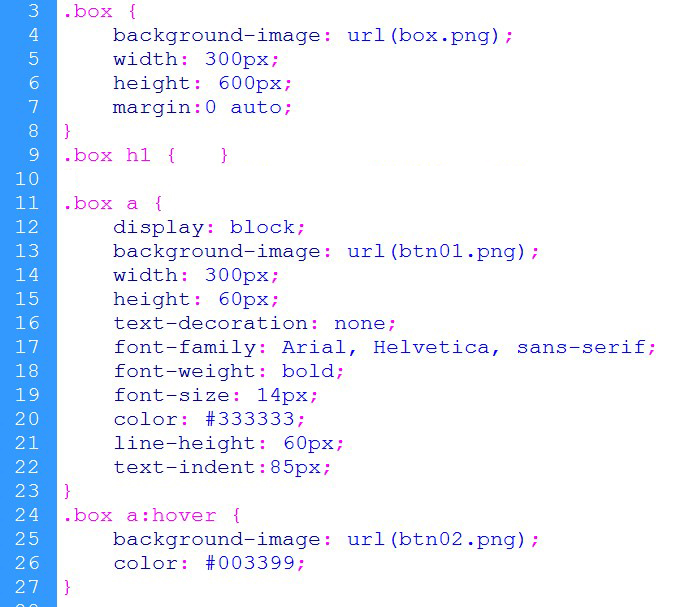 3 .box {
4 background-image: url(box.png);
5 width: 300px;
6 height: 600px;
7 margin:0 auto;
8 }
9 .box h1 { }
10
11 .box a {
12 display: block;
13 background-image: url(btn01.png);
14 width: 300px;
15 height: 60px;
16 text-decoration: none;
17 font-family: Arial, Helvetica, sans-serif;
18 font-weight: bold;
19 font-size: 14px;
20 color: #333333;
21 line-height: 60px;
22 text-indent:85px;
23 }
24 .box a:hover {
25 background-image: url(btn02.png);
26 color: #003399;
27 }